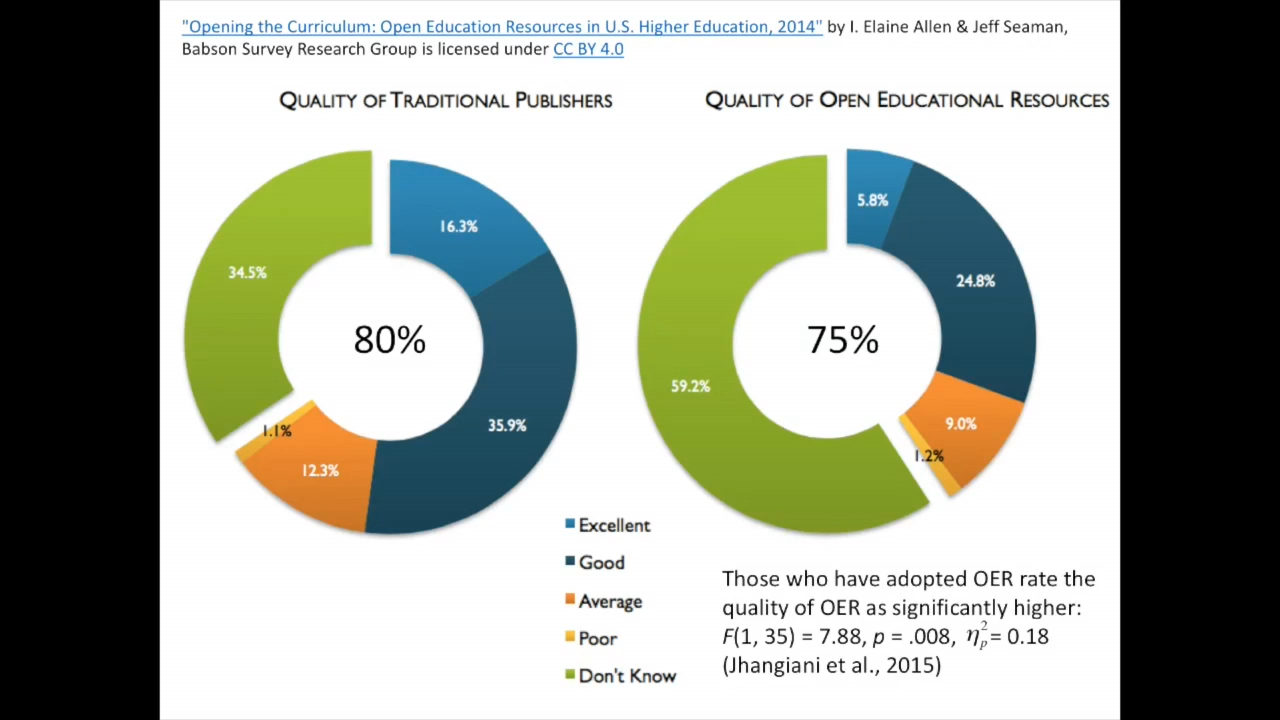 "Opening the Curriculum: Open Education Resources in U.S. Higher Education, 2014" by I. Elaine Allen & Jeff Seaman,
Babson Survey Research Group is licensed under CC BY 4.0
QUALITY OF TRADITIONAL PUBLISHERS
QUALITY OF OPEN EDUCATIONAL RESOURCES
16.3%
34.5%
80%
35.9%
1.1%
12.3%
5.8%
24.8%
75%
59.2%
9.0%
1.2%
Excellent
Good
Average
Poor
Don't Know
Those who have adopted OER rate the
quality of OER as significantly higher:
F(1, 35) = 7.88, p = .008, η²ₚ = 0.18
(Jhangiani et al., 2015)